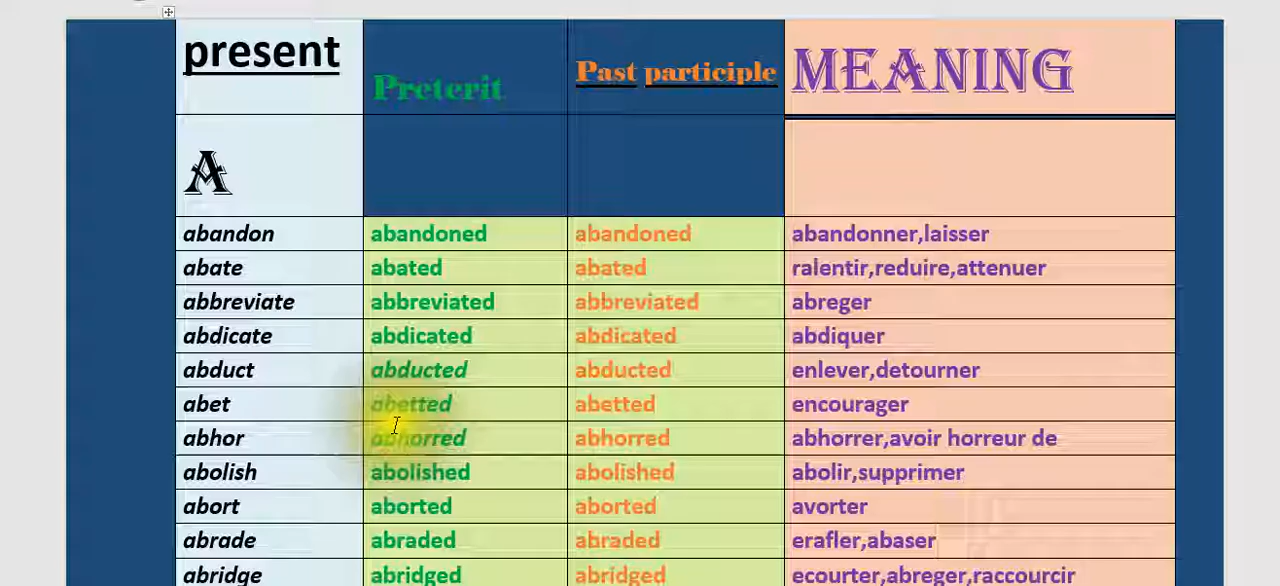 present Preterit Past participle MEANING
A
abandon abandoned abandoned abandonner,laisser
abate abated abated ralentir,reduire,attenuer
abbreviate abbreviated abbreviated abreger
abdicate abdicated abdicated abdiquer
abduct abducted abducted enlever,detourner
abet abetted abetted encourager
abhor abhorred abhorred abhorrer,avoir horreur de
abolish abolished abolished abolir,supprimer
abort aborted aborted avorter
abrade abraded abraded erafler,abaser
abridge abridged abridged ecourter,abreger,raccourcir